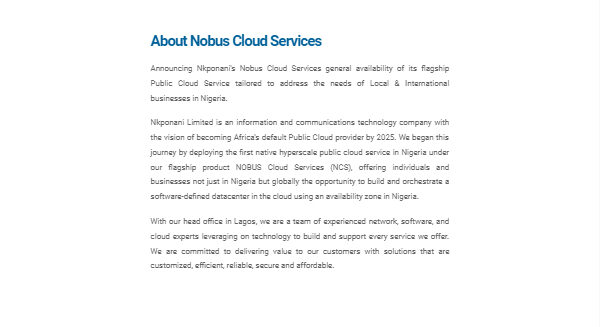 About Nobus Cloud Services
Announcing Nkponani's Nobus Cloud Services general availability of its flagship
Public Cloud Service tailored to address the needs of Local & International
businesses in Nigeria.
Nkponani Limited is an information and communications technology company with
the vision of becoming Africa's default Public Cloud provider by 2025. We began this
journey by deploying the first native hyperscale public cloud service in Nigeria under
our flagship product NOBUS Cloud Services (NCS), offering individuals and
businesses not just in Nigeria but globally the opportunity to build and orchestrate a
software-defined datacenter in the cloud using an availability zone in Nigeria.
With our head office in Lagos, we are a team of experienced network, software, and
cloud experts leveraging on technology to build and support every service we offer.
We are committed to delivering value to our customers with solutions that are
customized, efficient, reliable, secure and affordable.